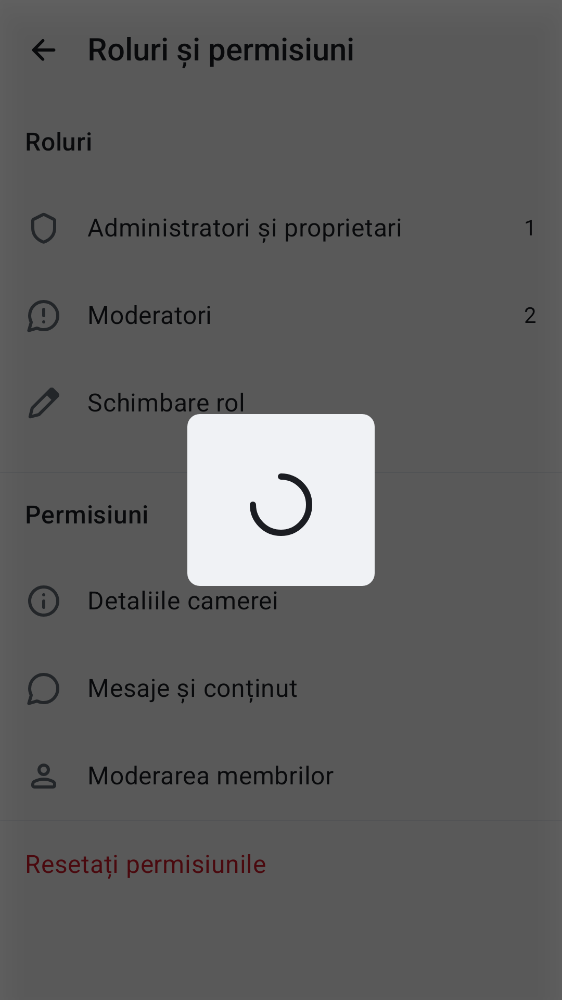 Roluri și permisiuni
Roluri
Administratori și proprietari 1
Moderatori 2
Schimbare rol
Permisiuni
Detaliile camerei
Mesaje și conținut
Moderarea membrilor
Resetați permisiunile